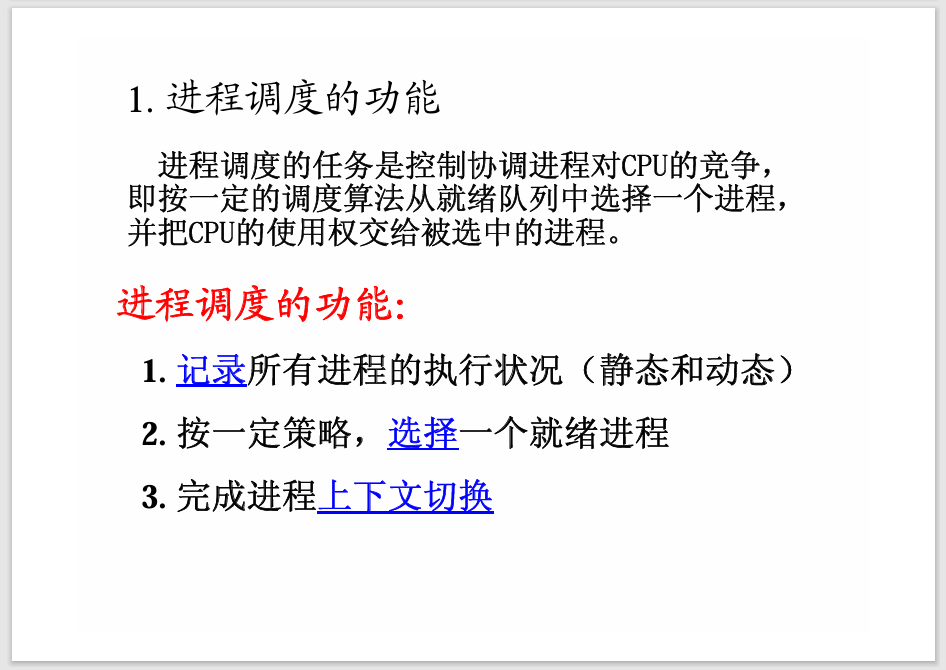 1. 进程调度的功能
进程调度的任务是控制协调进程对CPU的竞争，
即按一定的调度算法从就绪队列中选择一个进程，
并把CPU的使用权交给被选中的进程。
进程调度的功能:
1. 记录所有进程的执行状况（静态和动态）
2. 按一定策略，选择一个就绪进程
3. 完成进程上下文切换